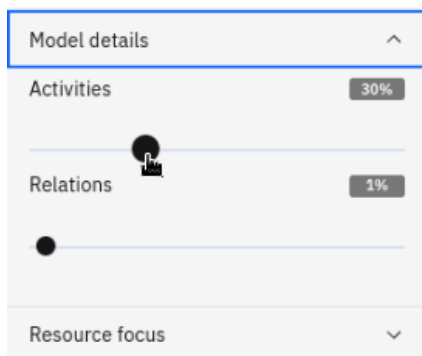 Model details
Activities 30%
Relations 1%
Resource focus